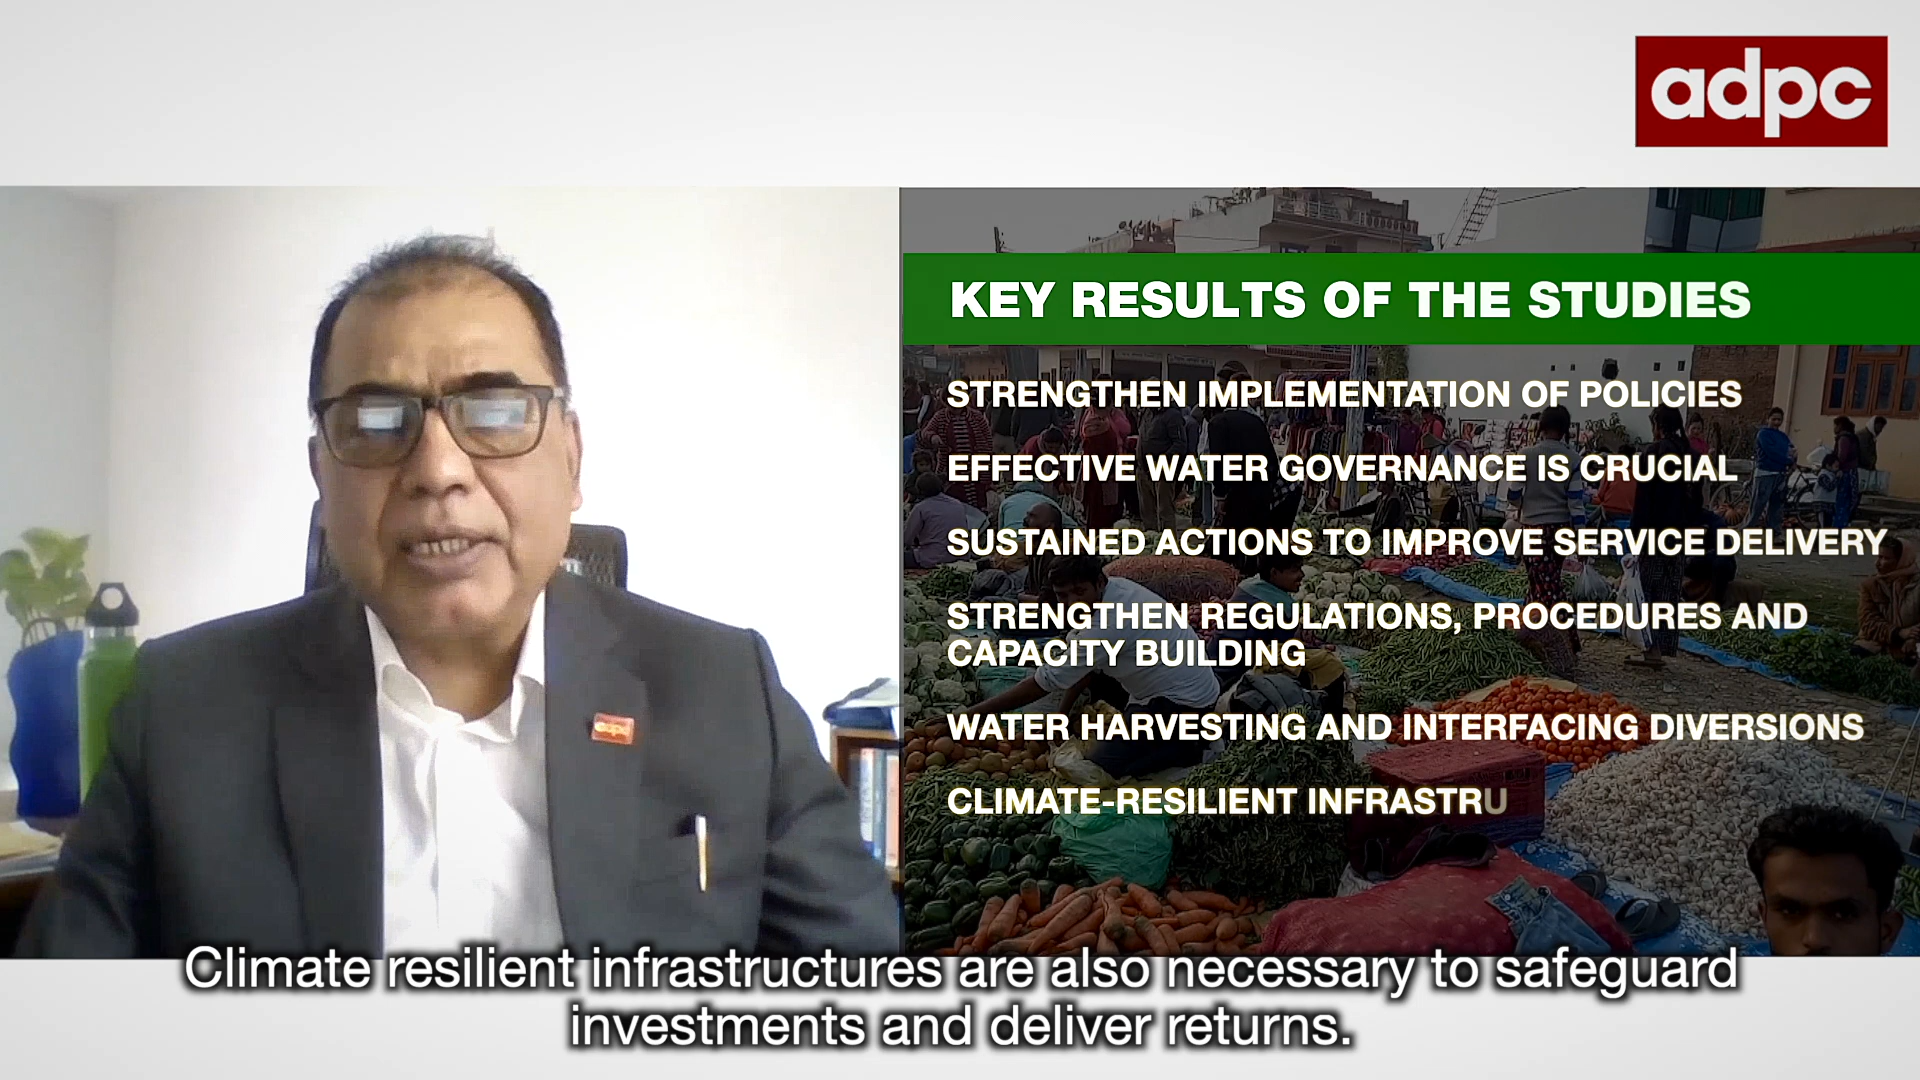 adpc
KEY RESULTS OF THE STUDIES
STRENGTHEN IMPLEMENTATION OF POLICIES
EFFECTIVE WATER GOVERNANCE IS CRUCIAL
SUSTAINED ACTIONS TO IMPROVE SERVICE DELIVERY
STRENGTHEN REGULATIONS, PROCEDURES AND
CAPACITY BUILDING
WATER HARVESTING AND INTERFACING DIVERSIONS
CLIMATE-RESILIENT INFRASTRU
adpc
Climate resilient infrastructures are also necessary to safeguard
investments and deliver returns.